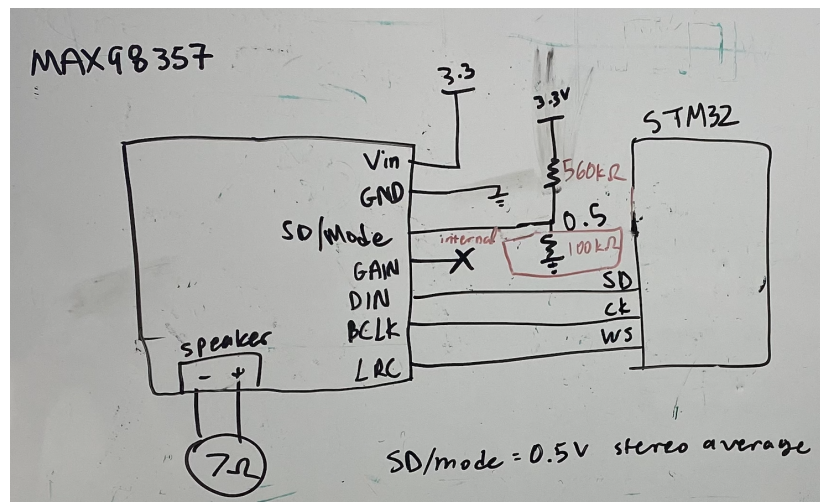 MAX98357
3.3
3.3V
STM32
Vin
560kΩ
GND
0.5
SD/Mode
internal
100kΩ
GAIN
X
SD
DIN
CK
BCLK
WS
speaker
- +
LRC
7Ω
SD/mode = 0.5V stereo average